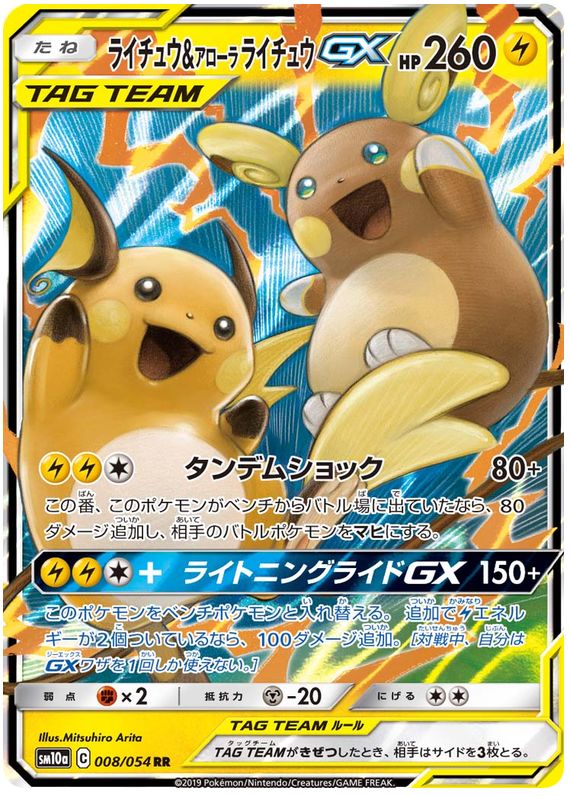 たね ライチュウ&アローラライチュウGX HP260
TAG TEAM
タンデムショック 80+
この番、このポケモンがベンチからバトル場に出ていたなら、80
ダメージ追加し、相手のバトルポケモンをマヒにする。
+ ライトニングライドGX 150+
このポケモンをベンチポケモンと入れ替える。追加でエネル
ギーが2個ついているなら、100ダメージ追加。[対戦中、自分は
GXワザを1回しか使えない。]
弱点 ×2 抵抗力 -20 にげる
TAG TEAM ルール
Illus.Mitsuhiro Arita
TAG TEAMがきぜつしたとき、相手はサイドを3枚とる。
sm10a C 008/054 RR
©2019 Pokémon/Nintendo/Creatures/GAME FREAK.